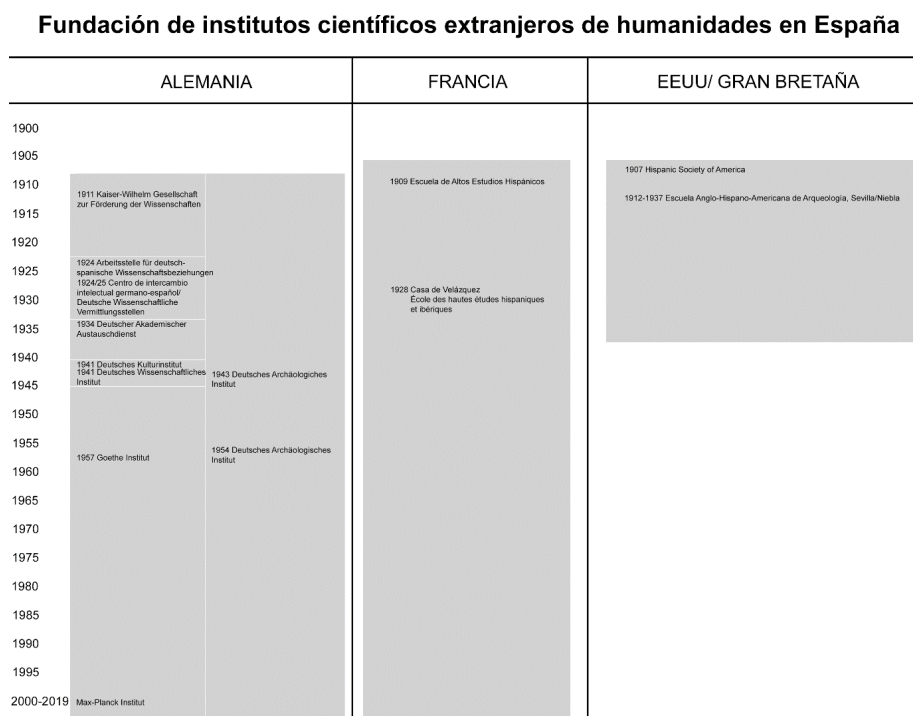 Fundación de institutos científicos extranjeros de humanidades en España
ALEMANIA
FRANCIA
EEUU/ GRAN BRETAÑA
1900
1905
1910
1915
1920
1925
1930
1935
1940
1945
1950
1955
1960
1965
1970
1975
1980
1985
1990
1995
2000-2019
1911 Kaiser-Wilhelm Gesellschaft
zur Förderung der Wissenschaften
1924 Arbeitsstelle für deutsch-
spanische Wissenschaftsbeziehungen
1924/25 Centro de intercambio
intelectual germano-español/
Deutsche Wissenschaftliche
Vermittlungsstellen
1934 Deutscher Akademischer
Austauschdienst
1941 Deutsches Kulturinstitut
1941 Deutsches Wissenschaftliches
Institut
1957 Goethe Institut
Max-Planck Institut
1943 Deutsches Archäologiches
Institut
1954 Deutsches Archäologisches
Institut
1909 Escuela de Altos Estudios Hispánicos
1928 Casa de Velázquez
École des hautes études hispaniques
et ibériques
1907 Hispanic Society of America
1912-1937 Escuela Anglo-Hispano-Americana de Arqueología, Sevilla/Niebla